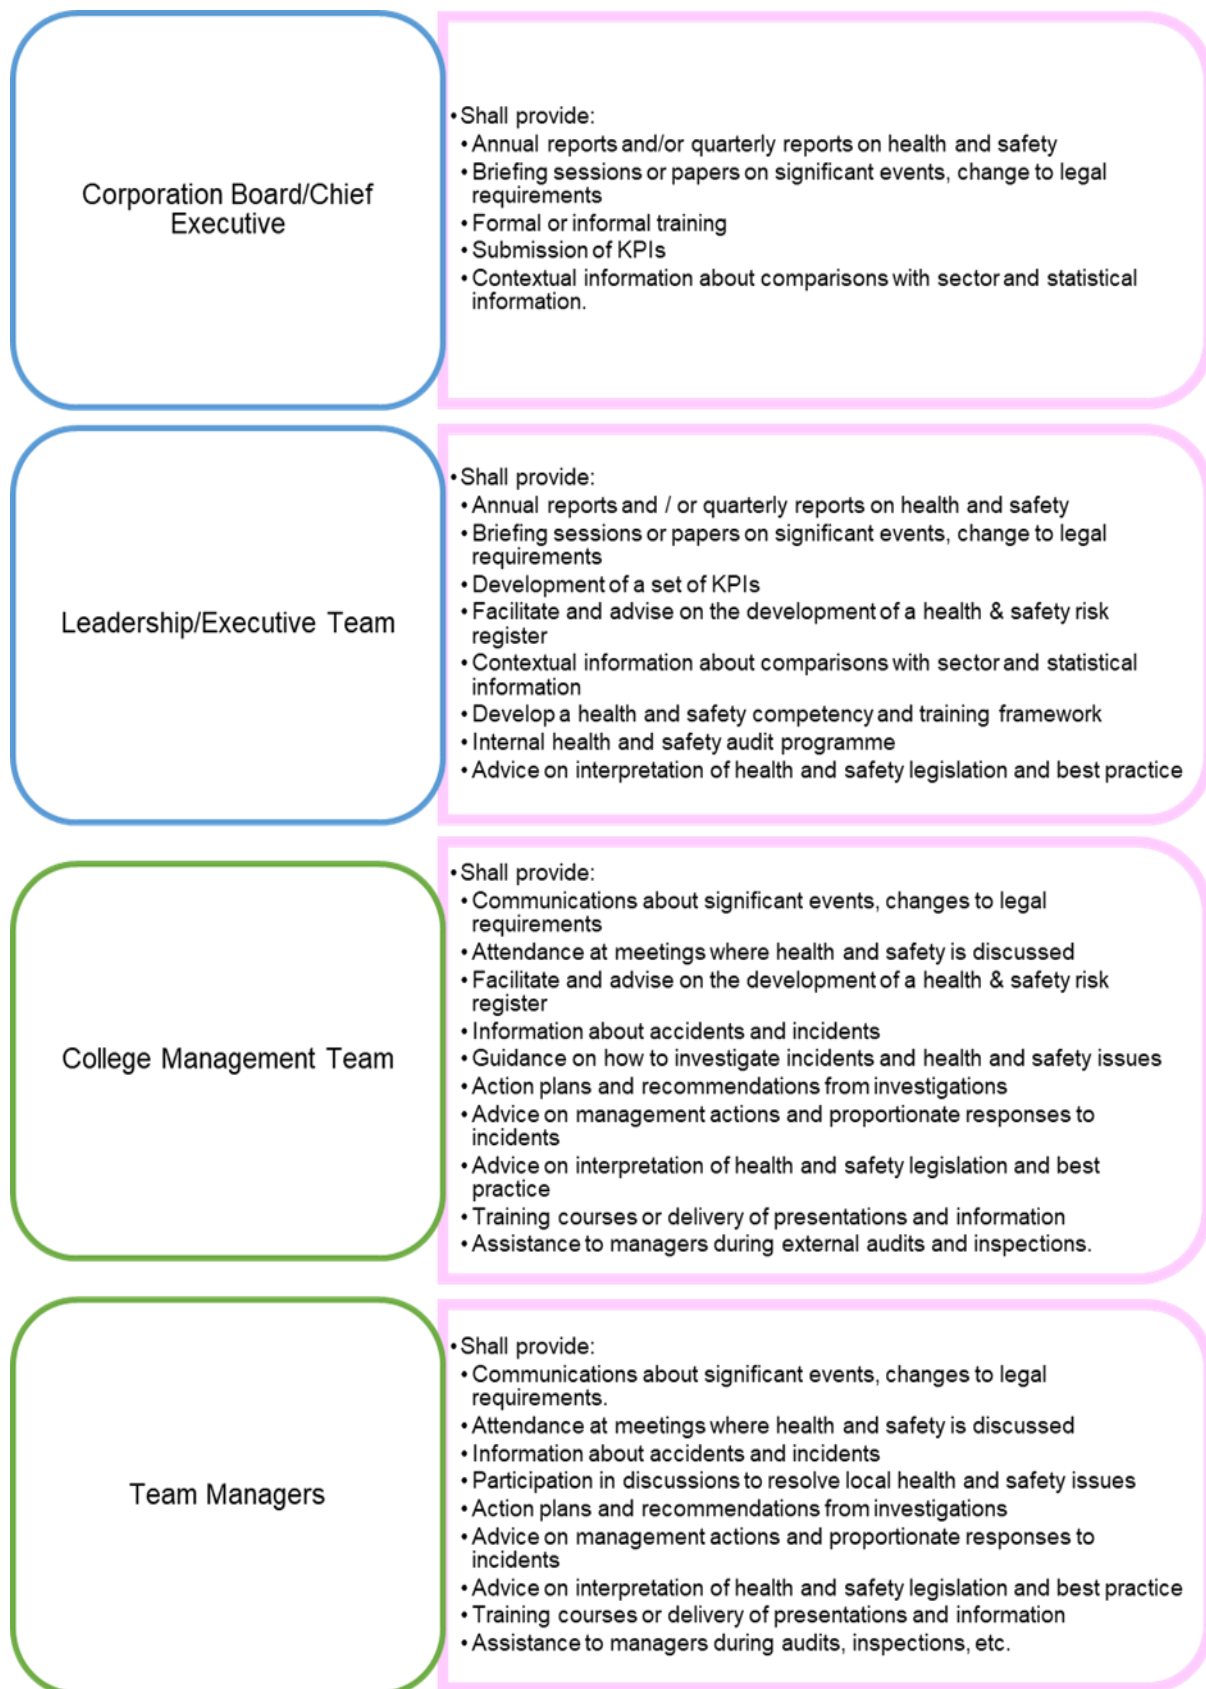 Corporation Board/Chief
Executive
•Shall provide:
•Annual reports and/or quarterly reports on health and safety
•Briefing sessions or papers on significant events, change to legal
requirements
•Formal or informal training
•Submission of KPIs
•Contextual information about comparisons with sector and statistical
information.
Leadership/Executive Team
•Shall provide:
•Annual reports and / or quarterly reports on health and safety
•Briefing sessions or papers on significant events, change to legal
requirements
•Development of a set of KPIs
•Facilitate and advise on the development of a health & safety risk
register
•Contextual information about comparisons with sector and statistical
information
•Develop a health and safety competency and training framework
•Internal health and safety audit programme
•Advice on interpretation of health and safety legislation and best practice
College Management Team
•Shall provide:
•Communications about significant events, changes to legal
requirements
•Attendance at meetings where health and safety is discussed
•Facilitate and advise on the development of a health & safety risk
register
•Information about accidents and incidents
•Guidance on how to investigate incidents and health and safety issues
•Action plans and recommendations from investigations
•Advice on management actions and proportionate responses to
incidents
•Advice on interpretation of health and safety legislation and best
practice
•Training courses or delivery of presentations and information
•Assistance to managers during external audits and inspections.
Team Managers
•Shall provide:
•Communications about significant events, changes to legal
requirements.
•Attendance at meetings where health and safety is discussed
•Information about accidents and incidents
•Participation in discussions to resolve local health and safety issues
•Action plans and recommendations from investigations
•Advice on management actions and proportionate responses to
incidents
•Advice on interpretation of health and safety legislation and best practice
•Training courses or delivery of presentations and information
•Assistance to managers during audits, inspections, etc.